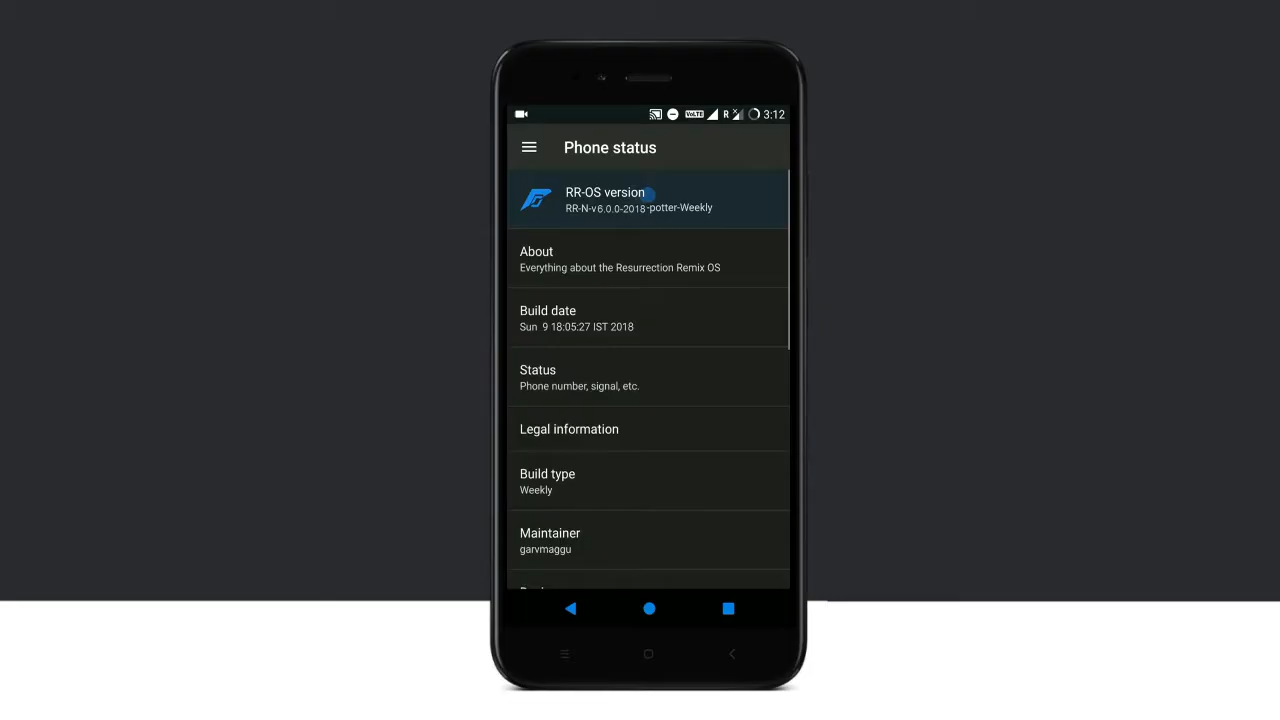 VoLTE R 3:12
Phone status
RR-OS version
RR-N-v6.0.0-2018-potter-Weekly
About
Everything about the Resurrection Remix OS
Build date
Sun 9 18:05:27 IST 2018
Status
Phone number, signal, etc.
Legal information
Build type
Weekly
Maintainer
garvmaggu